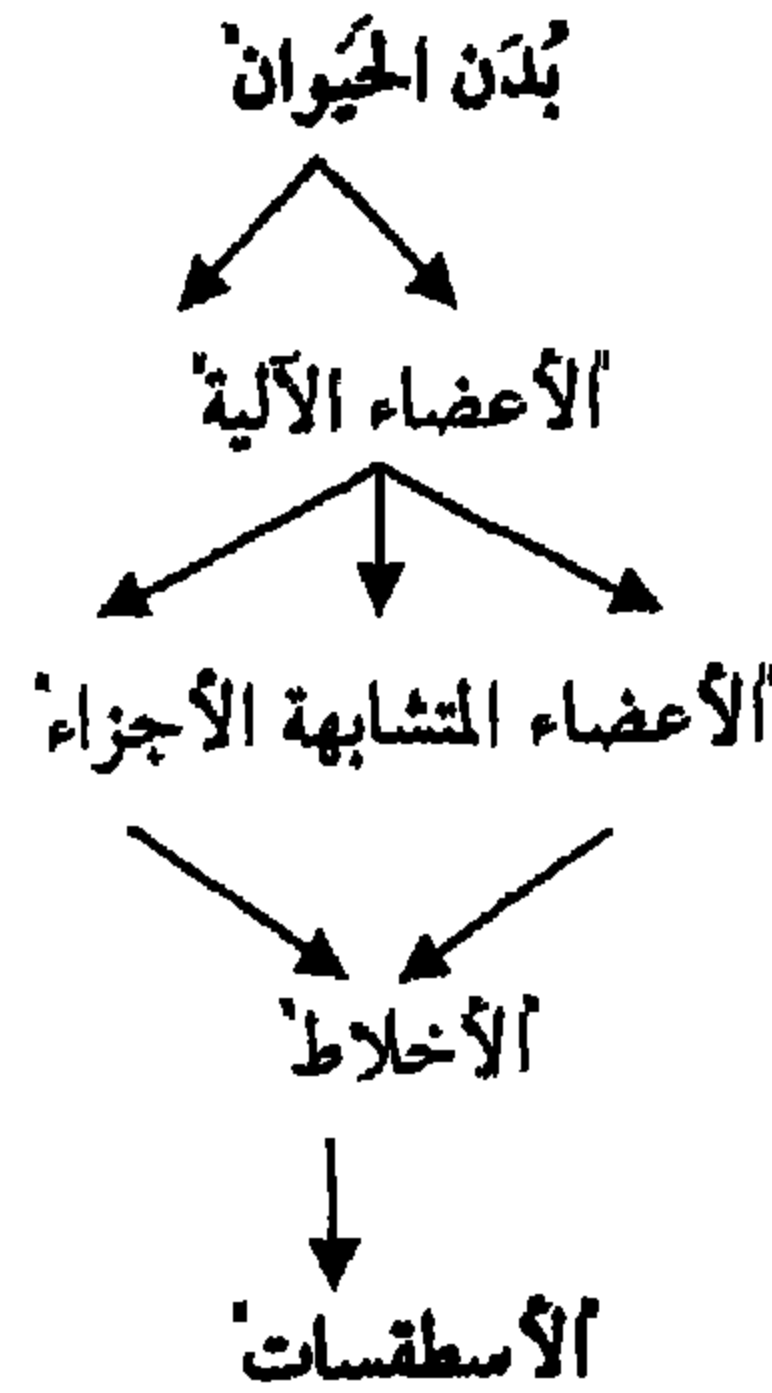 "بُدَن الحَيوان"
"الأعضاء الآلية"
"الأعضاء المتشابهة الأجزاء"
"الأخلاط"
"الأسطقسات"